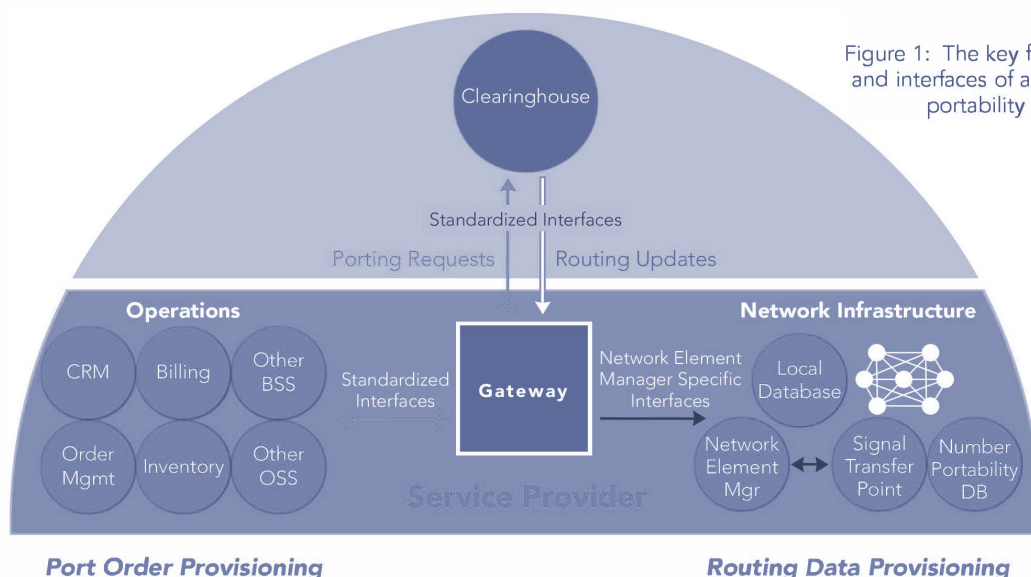 Figure 1: The key f
and interfaces of a
portability
Clearinghouse
Standardized Interfaces
Porting Requests
Routing Updates
Operations
Network Infrastructure
CRM
Billing
Other
BSS
Order
Mgmt
Inventory
Other
OSS
Standardized
Interfaces
Gateway
Network Element
Manager Specific
Interfaces
Local
Database
Network
Element
Mgr
Signal
Transfer
Point
Number
Portability
DB
Service Provider
Port Order Provisioning
Routing Data Provisioning